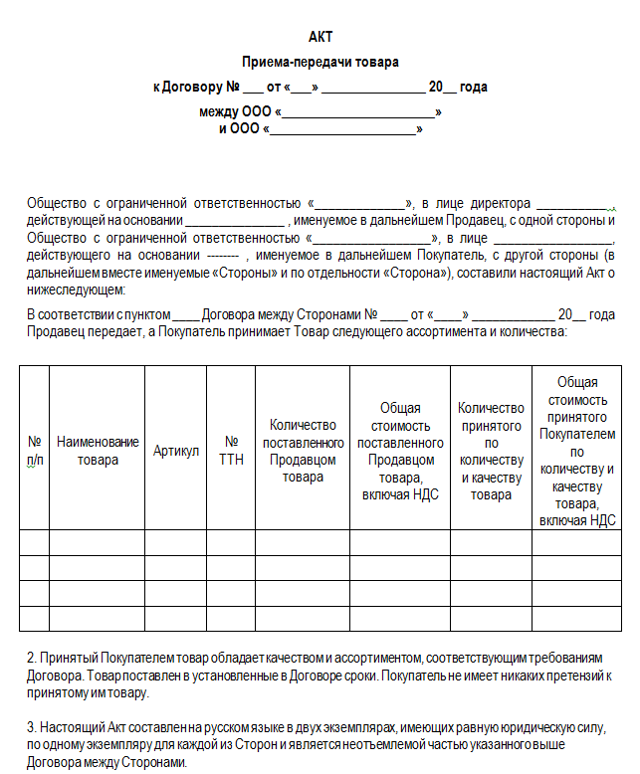 АКТ
Приема-передачи товара
к Договору № ___ от «___» ______________ 20__ года
между ООО «_____________________»
и ООО «____________________»
Общество с ограниченной ответственностью «_____________», в лице директора __________,
действующей на основании ______________ , именуемое в дальнейшем Продавец, с одной стороны и
Общество с ограниченной ответственностью «_________________», в лице _________________,
действующего на основании -------- , именуемое в дальнейшем Покупатель, с другой стороны (в
дальнейшем вместе именуемые «Стороны» и по отдельности «Сторона»), составили настоящий Акт о
нижеследующем:
В соответствии с пунктом ____ Договора между Сторонами № ____ от «____» ____________ 20__ года
Продавец передает, а Покупатель принимает Товар следующего ассортимента и количества:
№
п/п
Наименование
товара
Артикул
№
ТТН
Количество
поставленного
Продавцом
товара
Общая
стоимость
поставленного
Продавцом
товара,
включая НДС
Количество
принятого
по
количеству
и качеству
товара
Общая
стоимость
принятого
Покупателем
по
количеству и
качеству
товара,
включая НДС
2. Принятый Покупателем товар обладает качеством и ассортиментом, соответствующим требованиям
Договора. Товар поставлен в установленные в Договоре сроки. Покупатель не имеет никаких претензий к
принятому им товару.
3. Настоящий Акт составлен на русском языке в двух экземплярах, имеющих равную юридическую силу,
по одному экземпляру для каждой из Сторон и является неотъемлемой частью указанного выше
Договора между Сторонами.